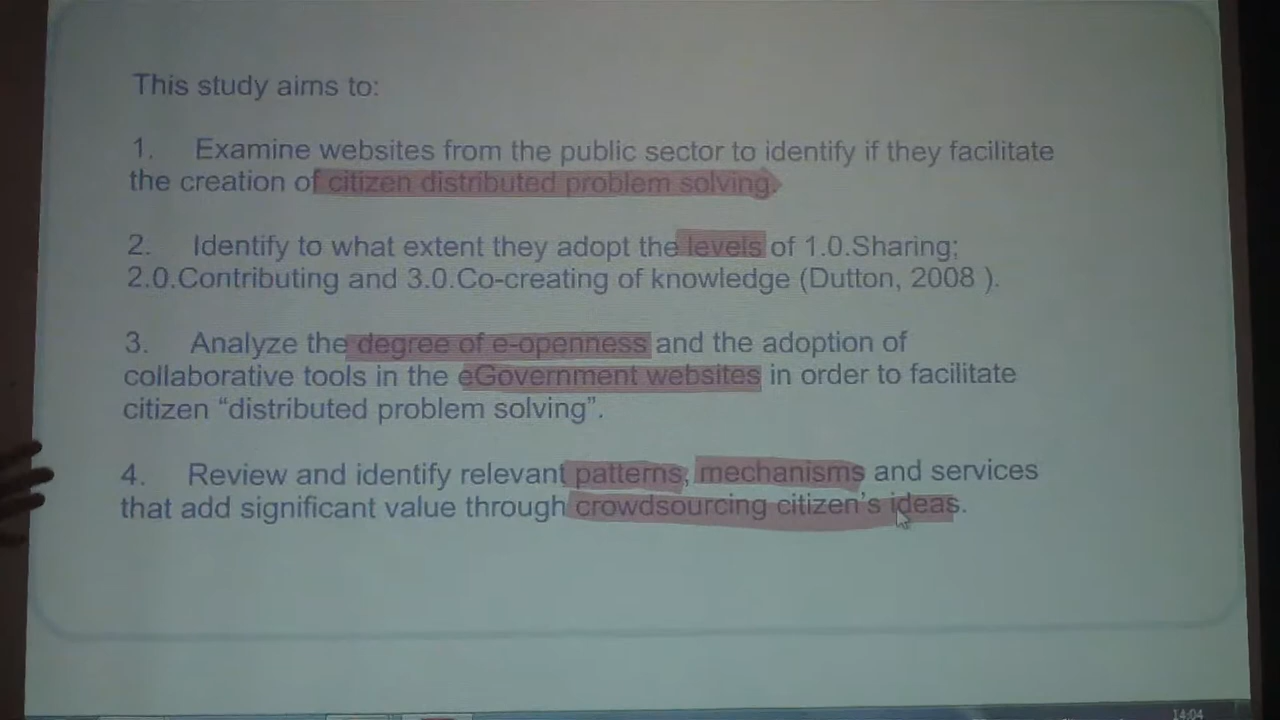 This study aims to:
1. Examine websites from the public sector to identify if they facilitate
the creation of citizen distributed problem solving.
2. Identify to what extent they adopt the levels of 1.0.Sharing;
2.0.Contributing and 3.0.Co-creating of knowledge (Dutton, 2008 ).
3. Analyze the degree of e-openness and the adoption of
collaborative tools in the eGovernment websites in order to facilitate
citizen “distributed problem solving”.
4. Review and identify relevant patterns, mechanisms and services
that add significant value through crowdsourcing citizen’s ideas.
14:04